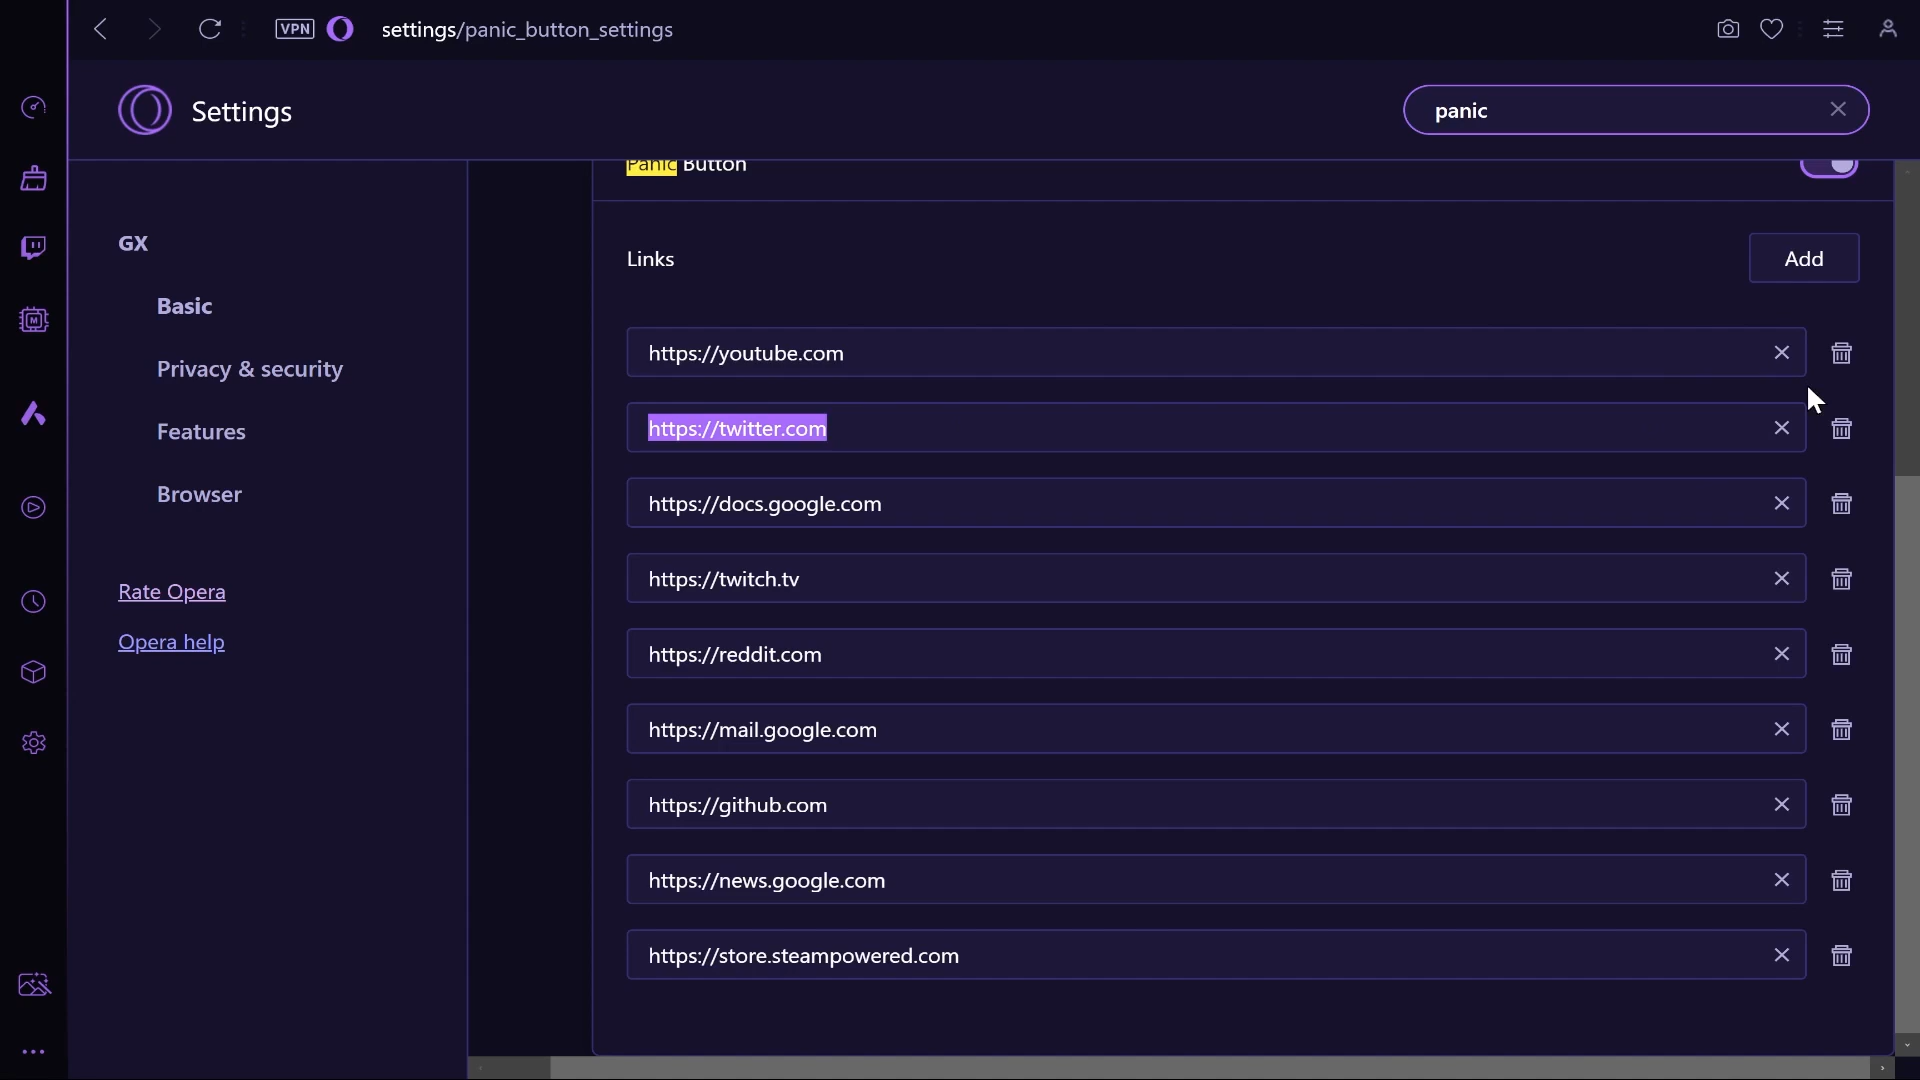 VPN settings/panic_button_settings
Settings
panic
Panic Button
GX
Links
Add
Basic
https://youtube.com
Privacy & security
https://twitter.com
Features
Browser
https://docs.google.com
https://twitch.tv
Rate Opera
Opera help
https://reddit.com
https://mail.google.com
https://github.com
https://news.google.com
https://store.steampowered.com